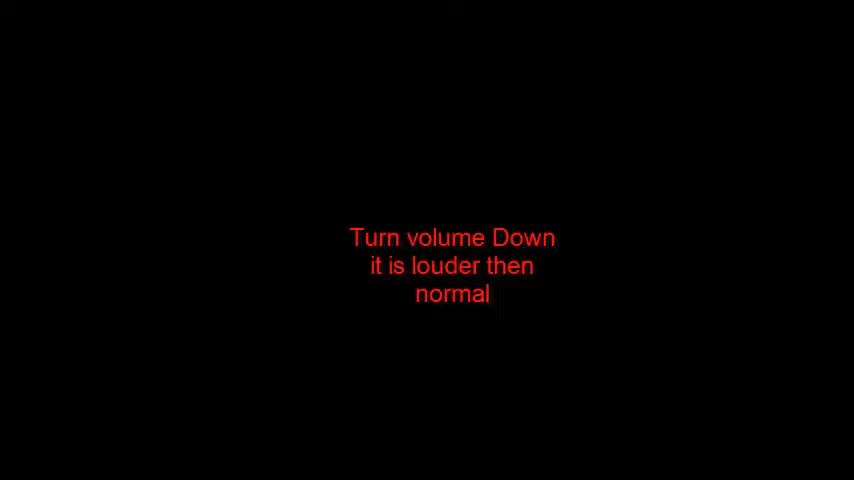 Turn volume Down
it is louder then
normal